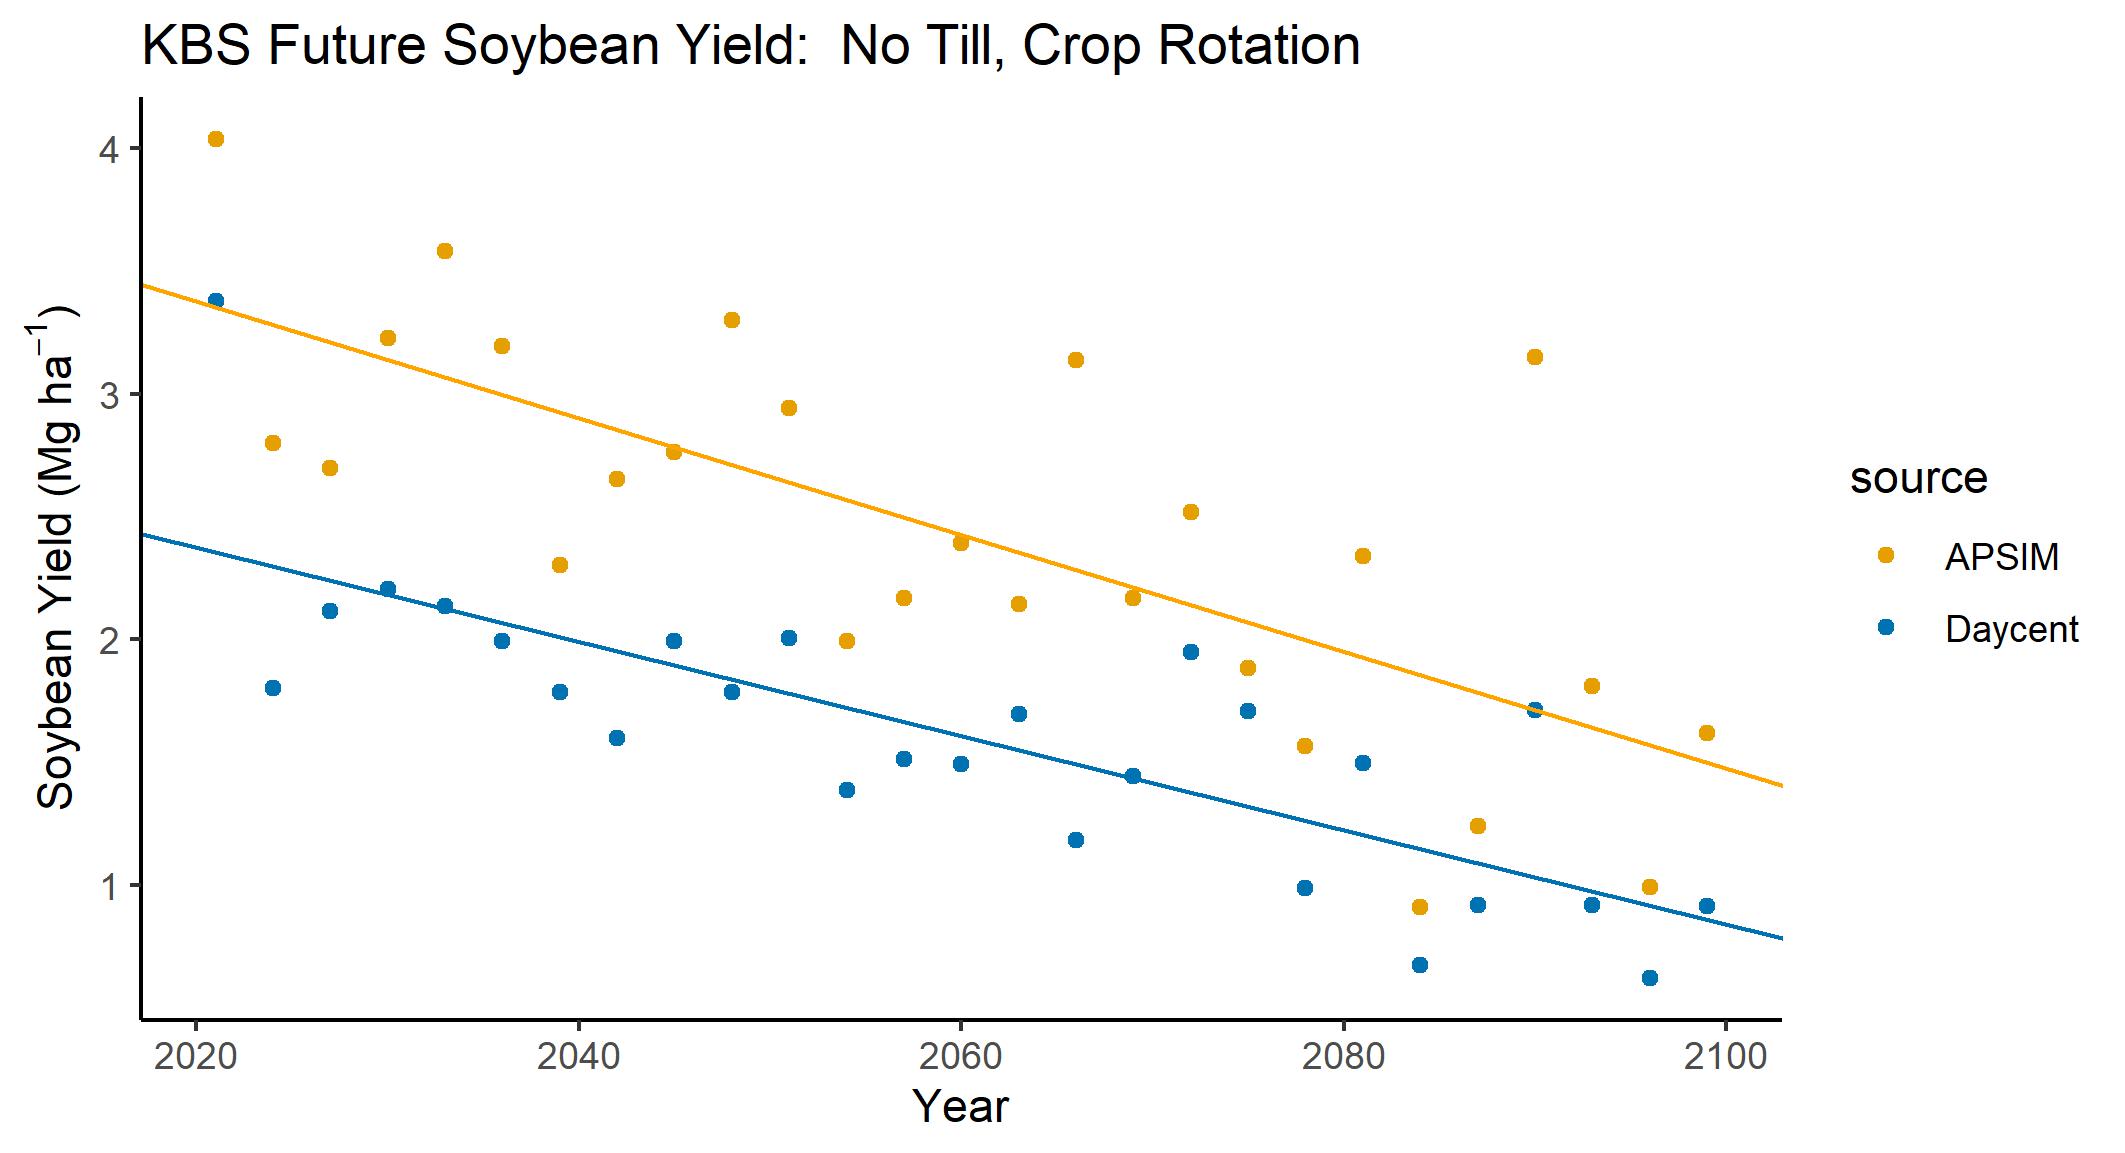 KBS Future Soybean Yield:  No Till, Crop Rotation
Soybean Yield (Mg ha⁻¹)
4
3
2
1
2020 2040 2060 2080 2100
Year
source
APSIM
Daycent